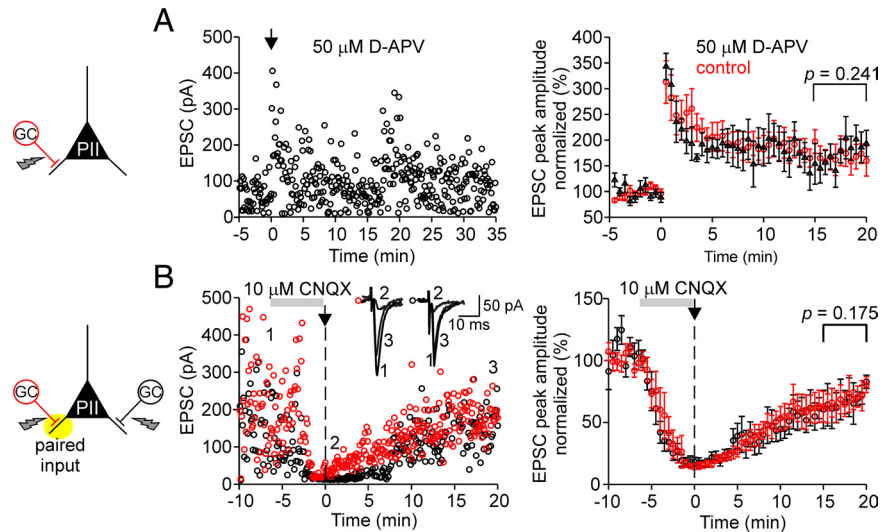 A
50 μM D-APV
EPSC (pA)
500
400
300
200
100
0
-5 0 5 10 15 20 25 30 35
Time (min)
GC
PII
50 μM D-APV
control
p = 0.241
EPSC peak amplitude
normalized (%)
400
350
300
250
200
150
100
50
0 5 10 15 20
Time (min)
B
10 μM CNQX
EPSC (pA)
500
400
300
200
100
0
1
2
3
2
3
1
2
3
1
50 pA
10 ms
-10 -5 0 5 10 15 20
Time (min)
GC
PII
GC
paired
input
10 μM CNQX
p = 0.175
EPSC peak amplitude
normalized (%)
150
100
50
0
-10 -5 0 5 10 15 20
Time (min)